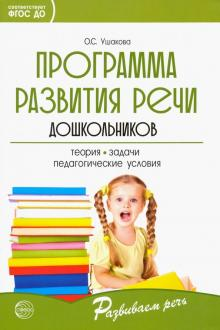 соответствует
ФГОС ДО
О.С. Ушакова
ПРОГРАММА
РАЗВИТИЯ РЕЧИ
ДОШКОЛЬНИКОВ
теория • задачи
педагогические условия
Развиваем речь